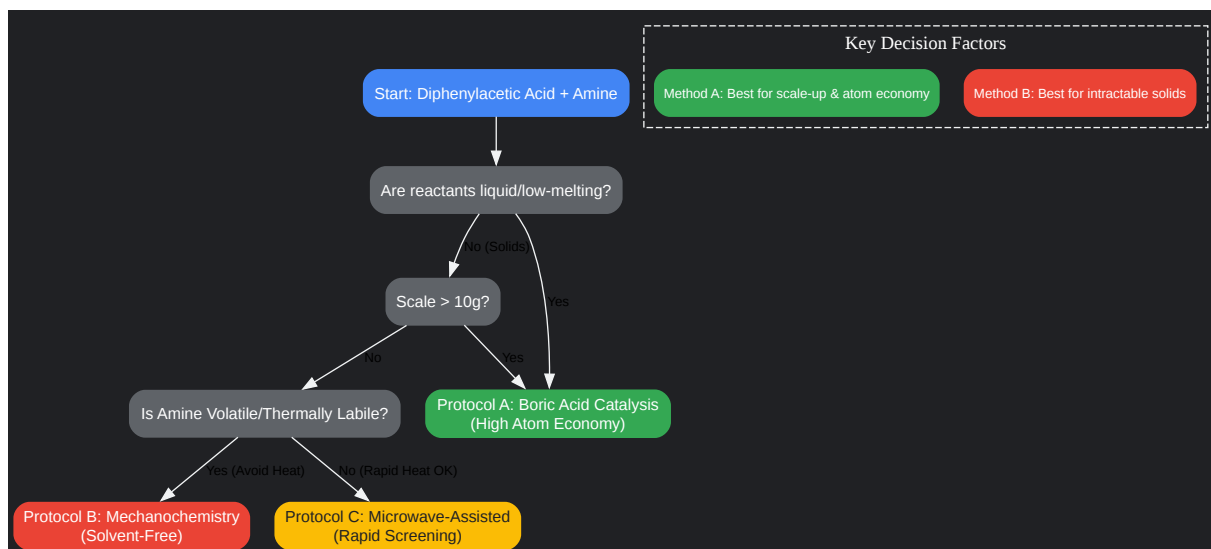 Key Decision Factors
Start: Diphenylacetic Acid + Amine
Method A: Best for scale-up & atom economy
Method B: Best for intractable solids
Are reactants liquid/low-melting?
No (Solids)
Scale > 10g?
Yes
No
Yes
Is Amine Volatile/Thermally Labile?
Protocol A: Boric Acid Catalysis
(High Atom Economy)
Yes (Avoid Heat)
No (Rapid Heat OK)
Protocol B: Mechanochemistry
(Solvent-Free)
Protocol C: Microwave-Assisted
(Rapid Screening)